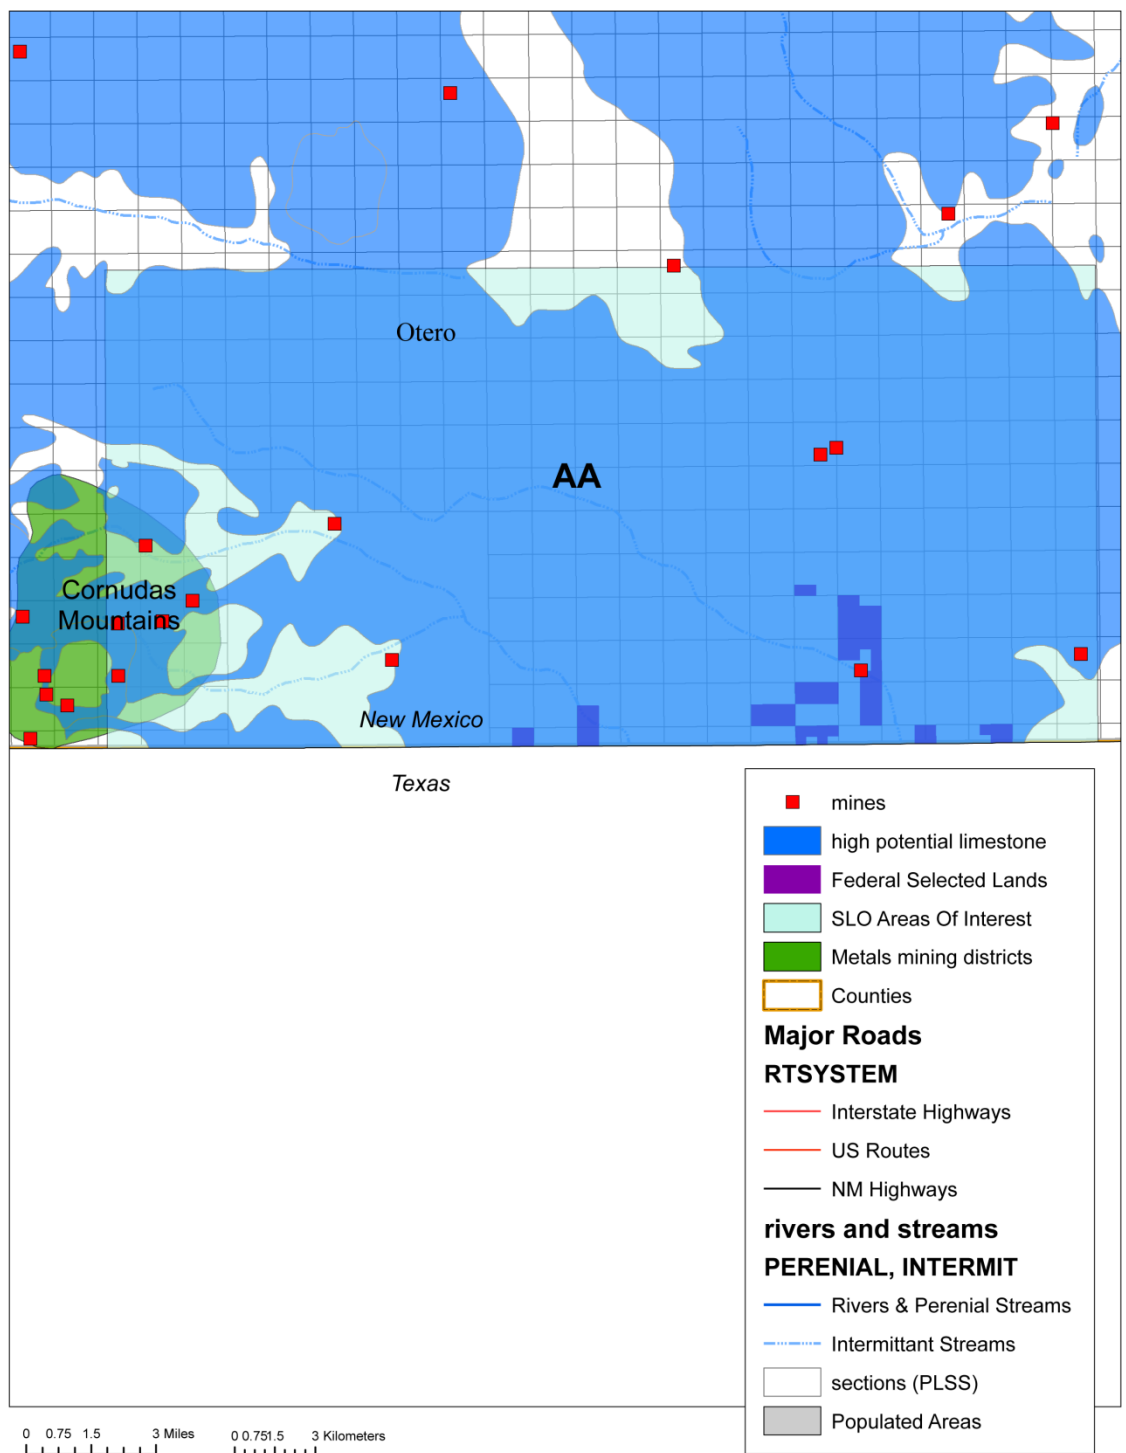 Otero
AA
Cornudas
Mountains
New Mexico
Texas
mines
high potential limestone
Federal Selected Lands
SLO Areas Of Interest
Metals mining districts
Counties
Major Roads
RTSYSTEM
Interstate Highways
US Routes
NM Highways
rivers and streams
PERENIAL, INTERMIT
Rivers & Perenial Streams
Intermittant Streams
sections (PLSS)
Populated Areas
0 0.75 1.5 3 Miles
0 0.751.5 3 Kilometers